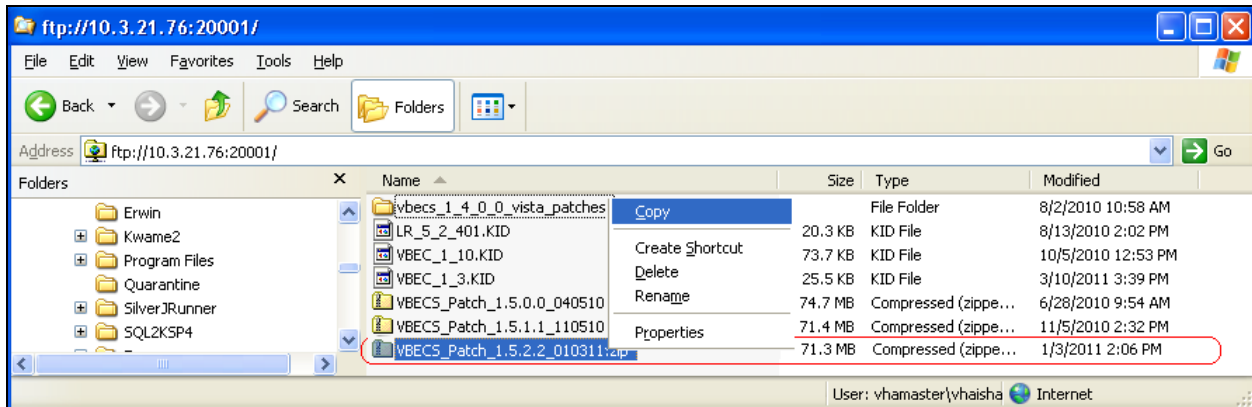 ftp://10.3.21.76:20001/
File Edit View Favorites Tools Help
Back Search Folders
Address ftp://10.3.21.76:20001/ Go
Folders × Name Size Type Modified
Erwin vbecs_1_4_0_0_vista_patches File Folder 8/2/2010 10:58 AM
Kwame2 LR_5_2_401.KID 20.3 KB KID File 8/13/2010 2:02 PM
Program Files VBEC_1_10.KID 73.7 KB KID File 10/5/2010 12:53 PM
Quarantine VBEC_1_3.KID 25.5 KB KID File 3/10/2011 3:39 PM
SilverJRunner VBECS_Patch_1.5.0.0_040510 74.7 MB Compressed (zippe... 6/28/2010 9:54 AM
SQL2KSP4 VBECS_Patch_1.5.1.1_110510 71.4 MB Compressed (zippe... 11/5/2010 2:32 PM
VBECS_Patch_1.5.2.2_010311.zip 71.3 MB Compressed (zippe... 1/3/2011 2:06 PM
Copy
Create Shortcut
Delete
Rename
Properties
User: vhamaster\vhaisha Internet